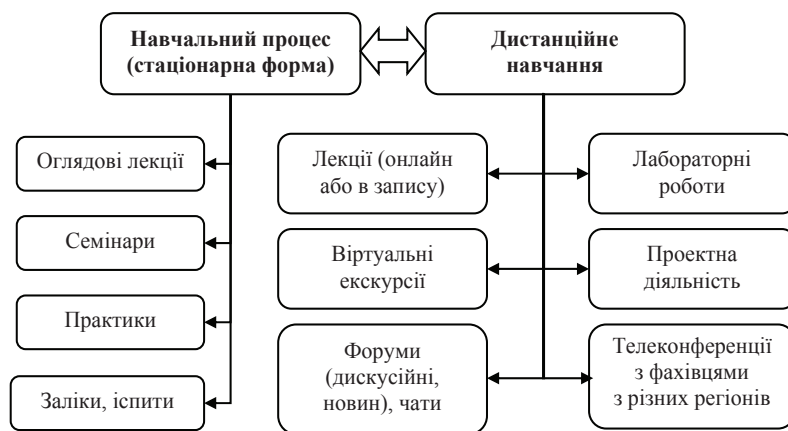 Навчальний процес
(стаціонарна форма)
Дистанційне
навчання
Оглядові лекції
Семінари
Практики
Заліки, іспити
Лекції (онлайн
або в запису)
Віртуальні
екскурсії
Форуми
(дискусійні,
новин), чати
Лабораторні
роботи
Проектна
діяльність
Телеконференції
з фахівцями
з різних регіонів